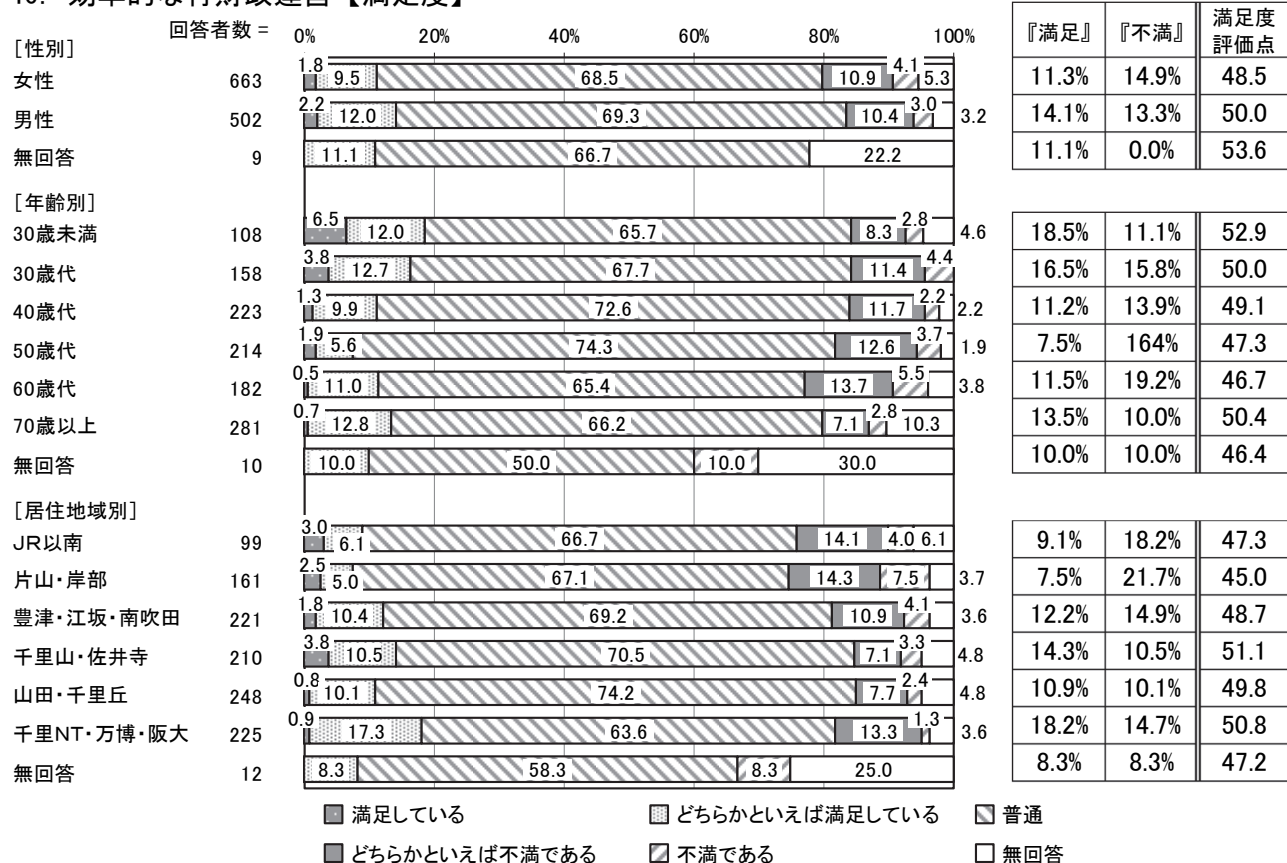 回答者数 =
0% 20% 40% 60% 80% 100%
『満足』 『不満』 満足度
評価点
[性別]
女性 663 1.8 9.5 68.5 10.9 4.1 5.3 11.3% 14.9% 48.5
男性 502 2.2 12.0 69.3 10.4 3.0 3.2 14.1% 13.3% 50.0
無回答 9 11.1 66.7 22.2 11.1% 0.0% 53.6
[年齢別]
30歳未満 108 6.5 12.0 65.7 8.3 2.8 4.6 18.5% 11.1% 52.9
30歳代 158 3.8 12.7 67.7 11.4 4.4 16.5% 15.8% 50.0
40歳代 223 1.3 9.9 72.6 11.7 2.2 2.2 11.2% 13.9% 49.1
50歳代 214 1.9 5.6 74.3 12.6 3.7 1.9 7.5% 164% 47.3
60歳代 182 0.5 11.0 65.4 13.7 5.5 3.8 11.5% 19.2% 46.7
70歳以上 281 0.7 12.8 66.2 7.1 2.8 10.3 13.5% 10.0% 50.4
無回答 10 10.0 50.0 10.0 30.0 10.0% 10.0% 46.4
[居住地域別]
JR以南 99 3.0 6.1 66.7 14.1 4.0 6.1 9.1% 18.2% 47.3
片山・岸部 161 2.5 5.0 67.1 14.3 7.5 3.7 7.5% 21.7% 45.0
豊津・江坂・南吹田 221 1.8 10.4 69.2 10.9 4.1 3.6 12.2% 14.9% 48.7
千里山・佐井寺 210 3.8 10.5 70.5 7.1 3.3 4.8 14.3% 10.5% 51.1
山田・千里丘 248 0.8 10.1 74.2 7.7 2.4 4.8 10.9% 10.1% 49.8
千里NT・万博・阪大 225 0.9 17.3 63.6 13.3 1.3 3.6 18.2% 14.7% 50.8
無回答 12 8.3 58.3 8.3 25.0 8.3% 8.3% 47.2
満足している どちらかといえば満足している 普通
どちらかといえば不満である 不満である 無回答